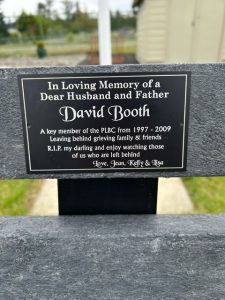 In Loving Memory of a
Dear Husband and Father
David Booth
A key member of the PLBC from 1997 - 2009
Leaving behind grieving family & friends
R.I.P. my darling and enjoy watching those
of us who are left behind
Love, Jean, Kelly & Lisa